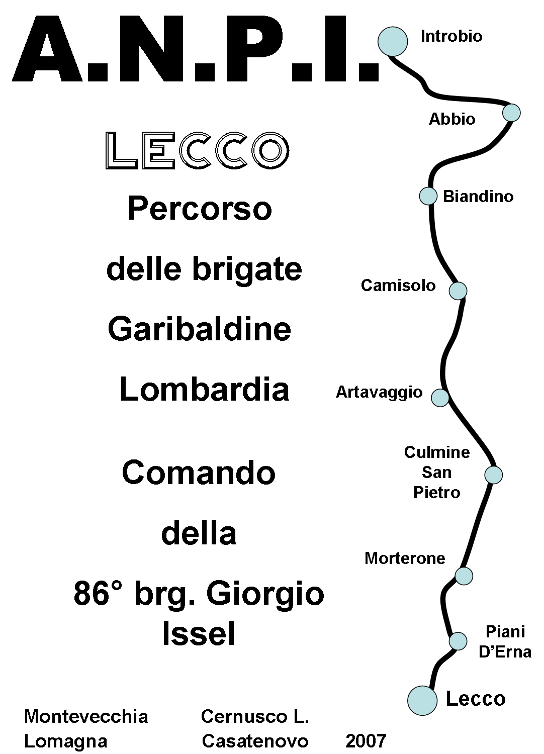 A.N.P.I.
LECCO
Percorso
delle brigate
Garibaldine
Lombardia
Comando
della
86° brg. Giorgio
Issel
Introbio
Abbio
Biandino
Camisolo
Artavaggio
Culmine
San
Pietro
Morterone
Piani
D'Erna
Lecco
Montevecchia Cernusco L.
Lomagna Casatenovo 2007